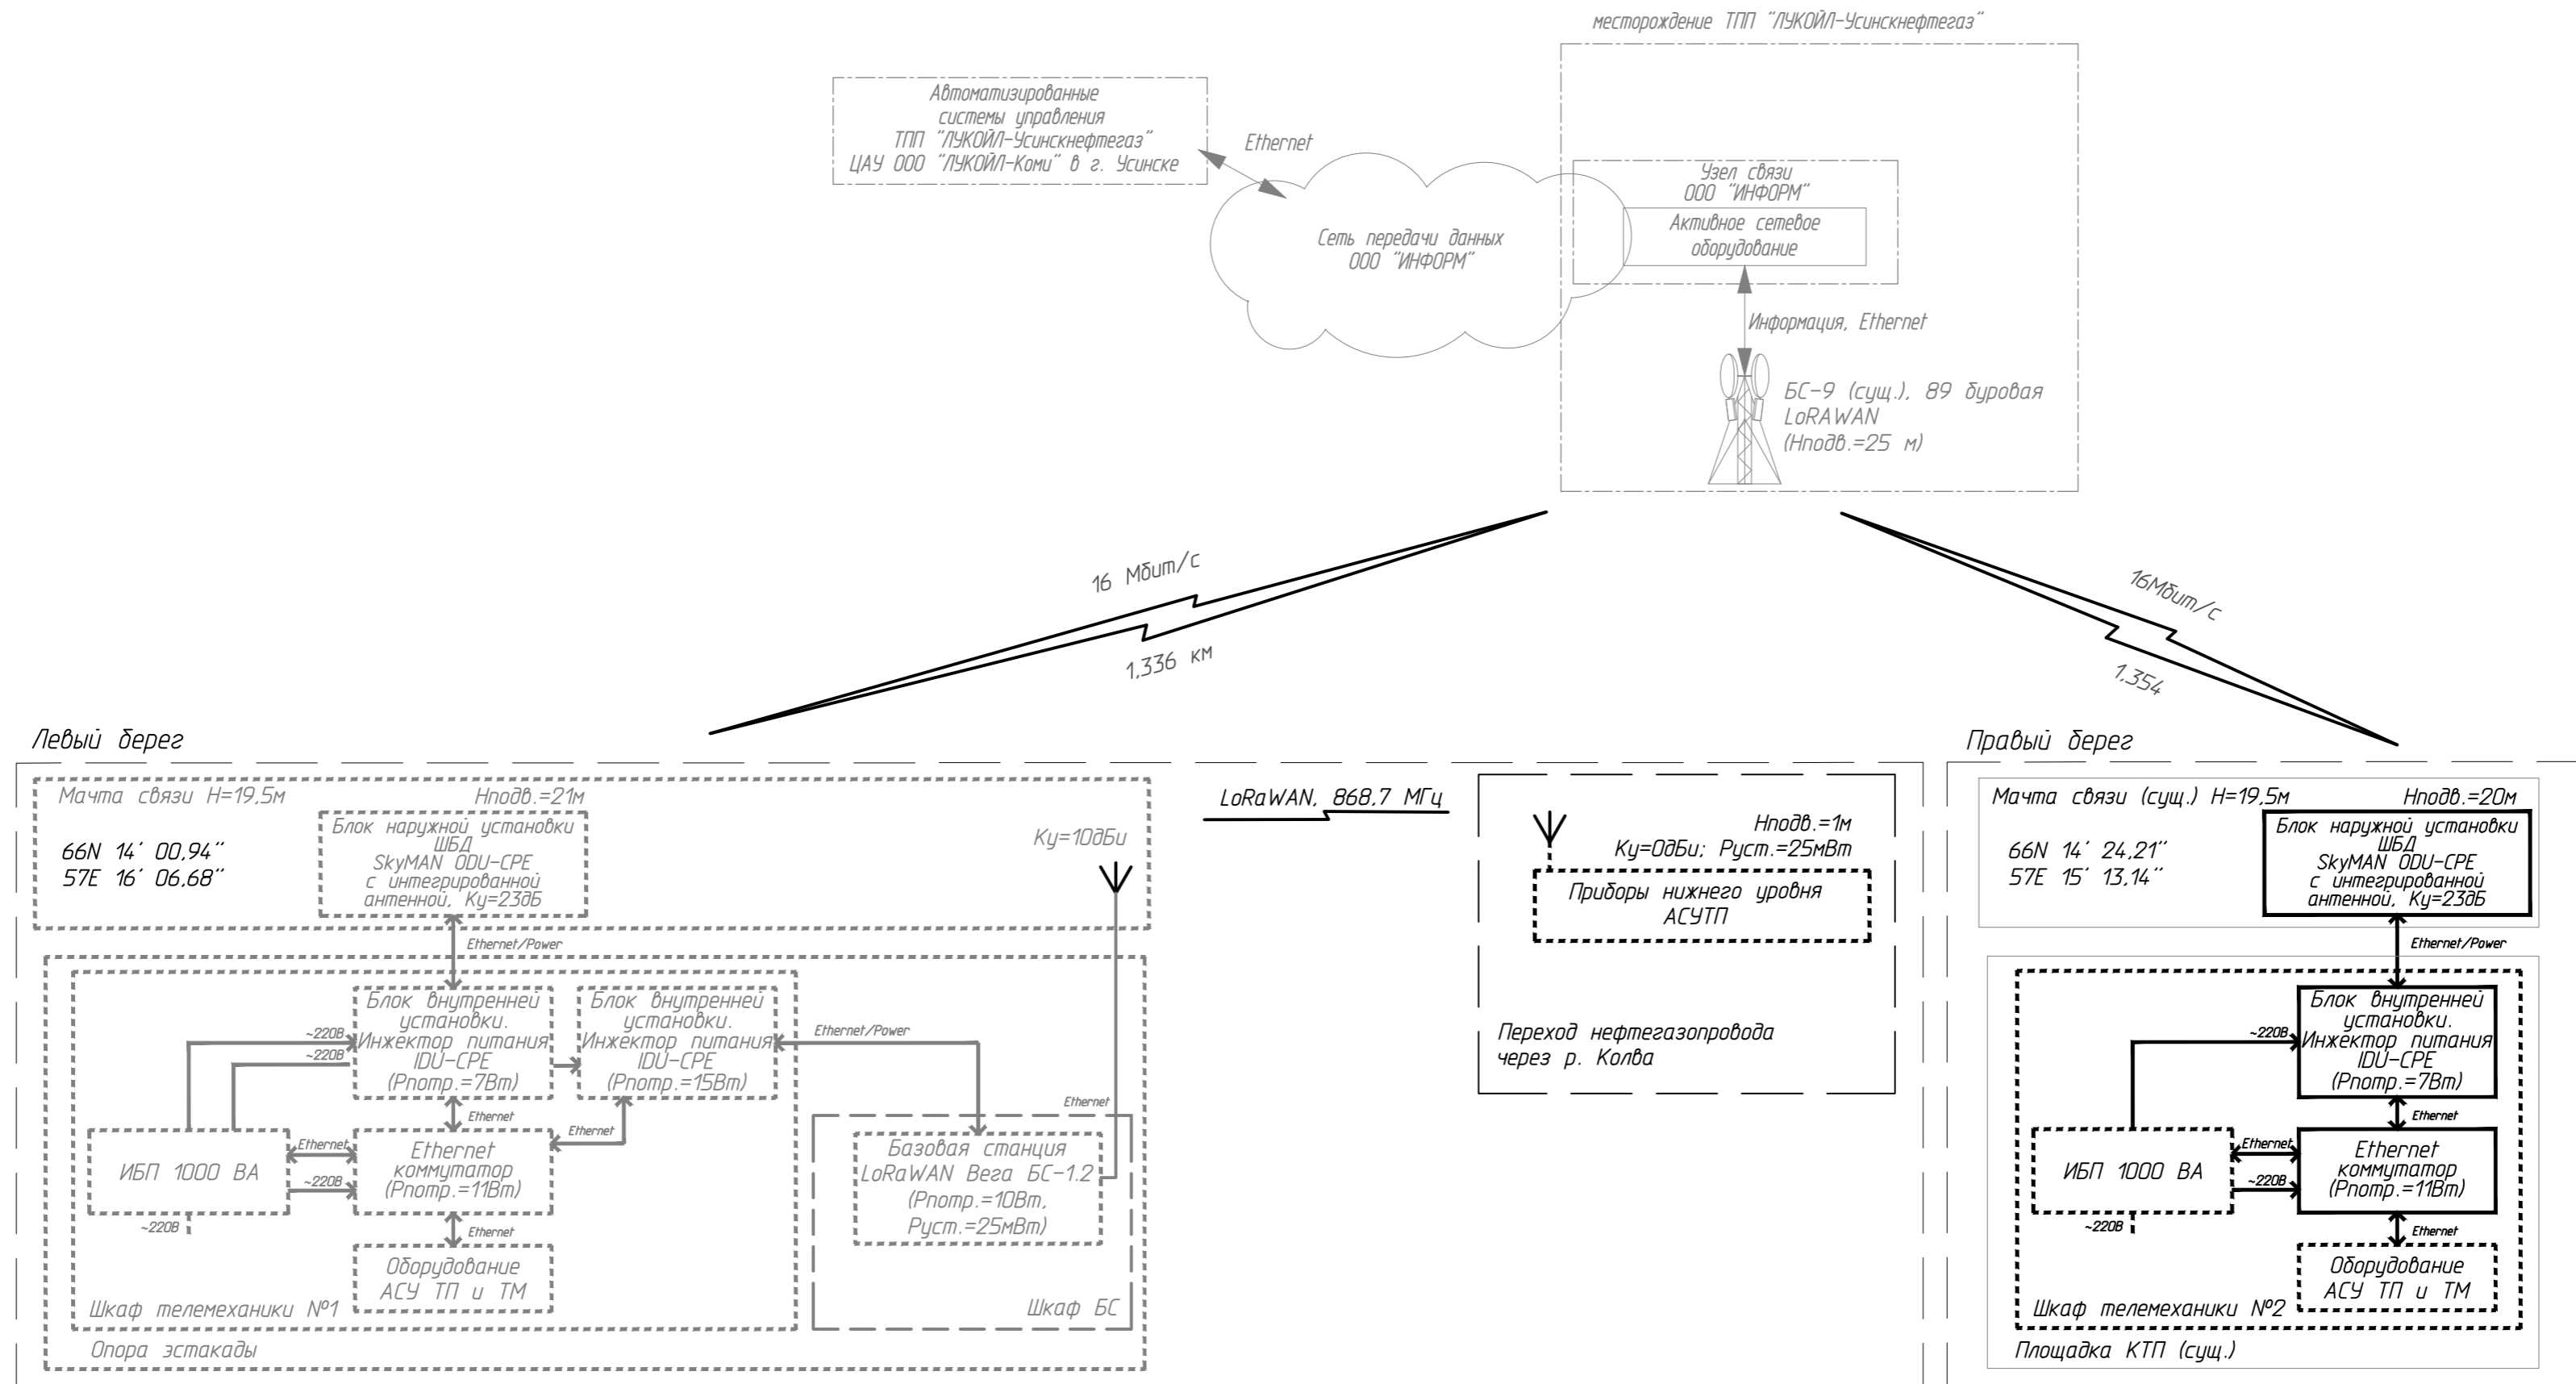 месторождение ТПП "ЛУКОЙЛ-Усинскнефтегаз"
Автоматизированные
системы управления
ТПП "ЛУКОЙЛ-Усинскнефтегаз"
ЦАУ ООО "ЛУКОЙЛ-Коми" в г. Усинске
Ethernet
Сеть передачи данных
ООО "ИНФОРМ"
Узел связи
ООО "ИНФОРМ"
Активное сетевое
оборудование
Информация, Ethernet
БС-9 (сущ.), 89 буровая
LoRAWAN
(Нподв.=25 м)
16 Мбит/с
1,336 км
16Мбит/с
1,354
Левый берег
Мачта связи Н=19,5м
Нподв.=21м
66N 14' 00,94"
57E 16' 06,68"
Блок наружной установки
ШБД
SkyMAN ODU-CPE
с интегрированной
антенной, Ку=23дБ
Ку=10дБи
Ethernet/Power
Блок внутренней
установки.
Инжектор питания
IDU-CPE
(Рпотр.=7Вт)
Блок внутренней
установки.
Инжектор питания
IDU-CPE
(Рпотр.=15Вт)
Ethernet/Power
~220В
~220В
Ethernet
Ethernet
Ethernet
ИБП 1000 ВА
Ethernet
~220В
~220В
Ethernet
коммутатор
(Рпотр.=11Вт)
Ethernet
Оборудование
АСУ ТП и ТМ
Шкаф телемеханики №1
Базовая станция
LoRaWAN Вега БС-1.2
(Рпотр.=10Вт,
Руст.=25мВт)
Шкаф БС
Опора эстакады
LoRaWAN, 868,7 МГц
Нподв.=1м
Ку=0дБи; Руст.=25мВт
Приборы нижнего уровня
АСУТП
Переход нефтегазопровода
через р. Колва
Правый берег
Мачта связи (сущ.) Н=19,5м
Нподв.=20м
66N 14' 24,21"
57E 15' 13,14"
Блок наружной установки
ШБД
SkyMAN ODU-CPE
с интегрированной
антенной, Ку=23дБ
Ethernet/Power
Блок внутренней
установки.
Инжектор питания
IDU-CPE
(Рпотр.=7Вт)
~220В
Ethernet
ИБП 1000 ВА
Ethernet
~220В
~220В
Ethernet
коммутатор
(Рпотр.=11Вт)
Ethernet
Оборудование
АСУ ТП и ТМ
Шкаф телемеханики №2
Площадка КТП (сущ.)